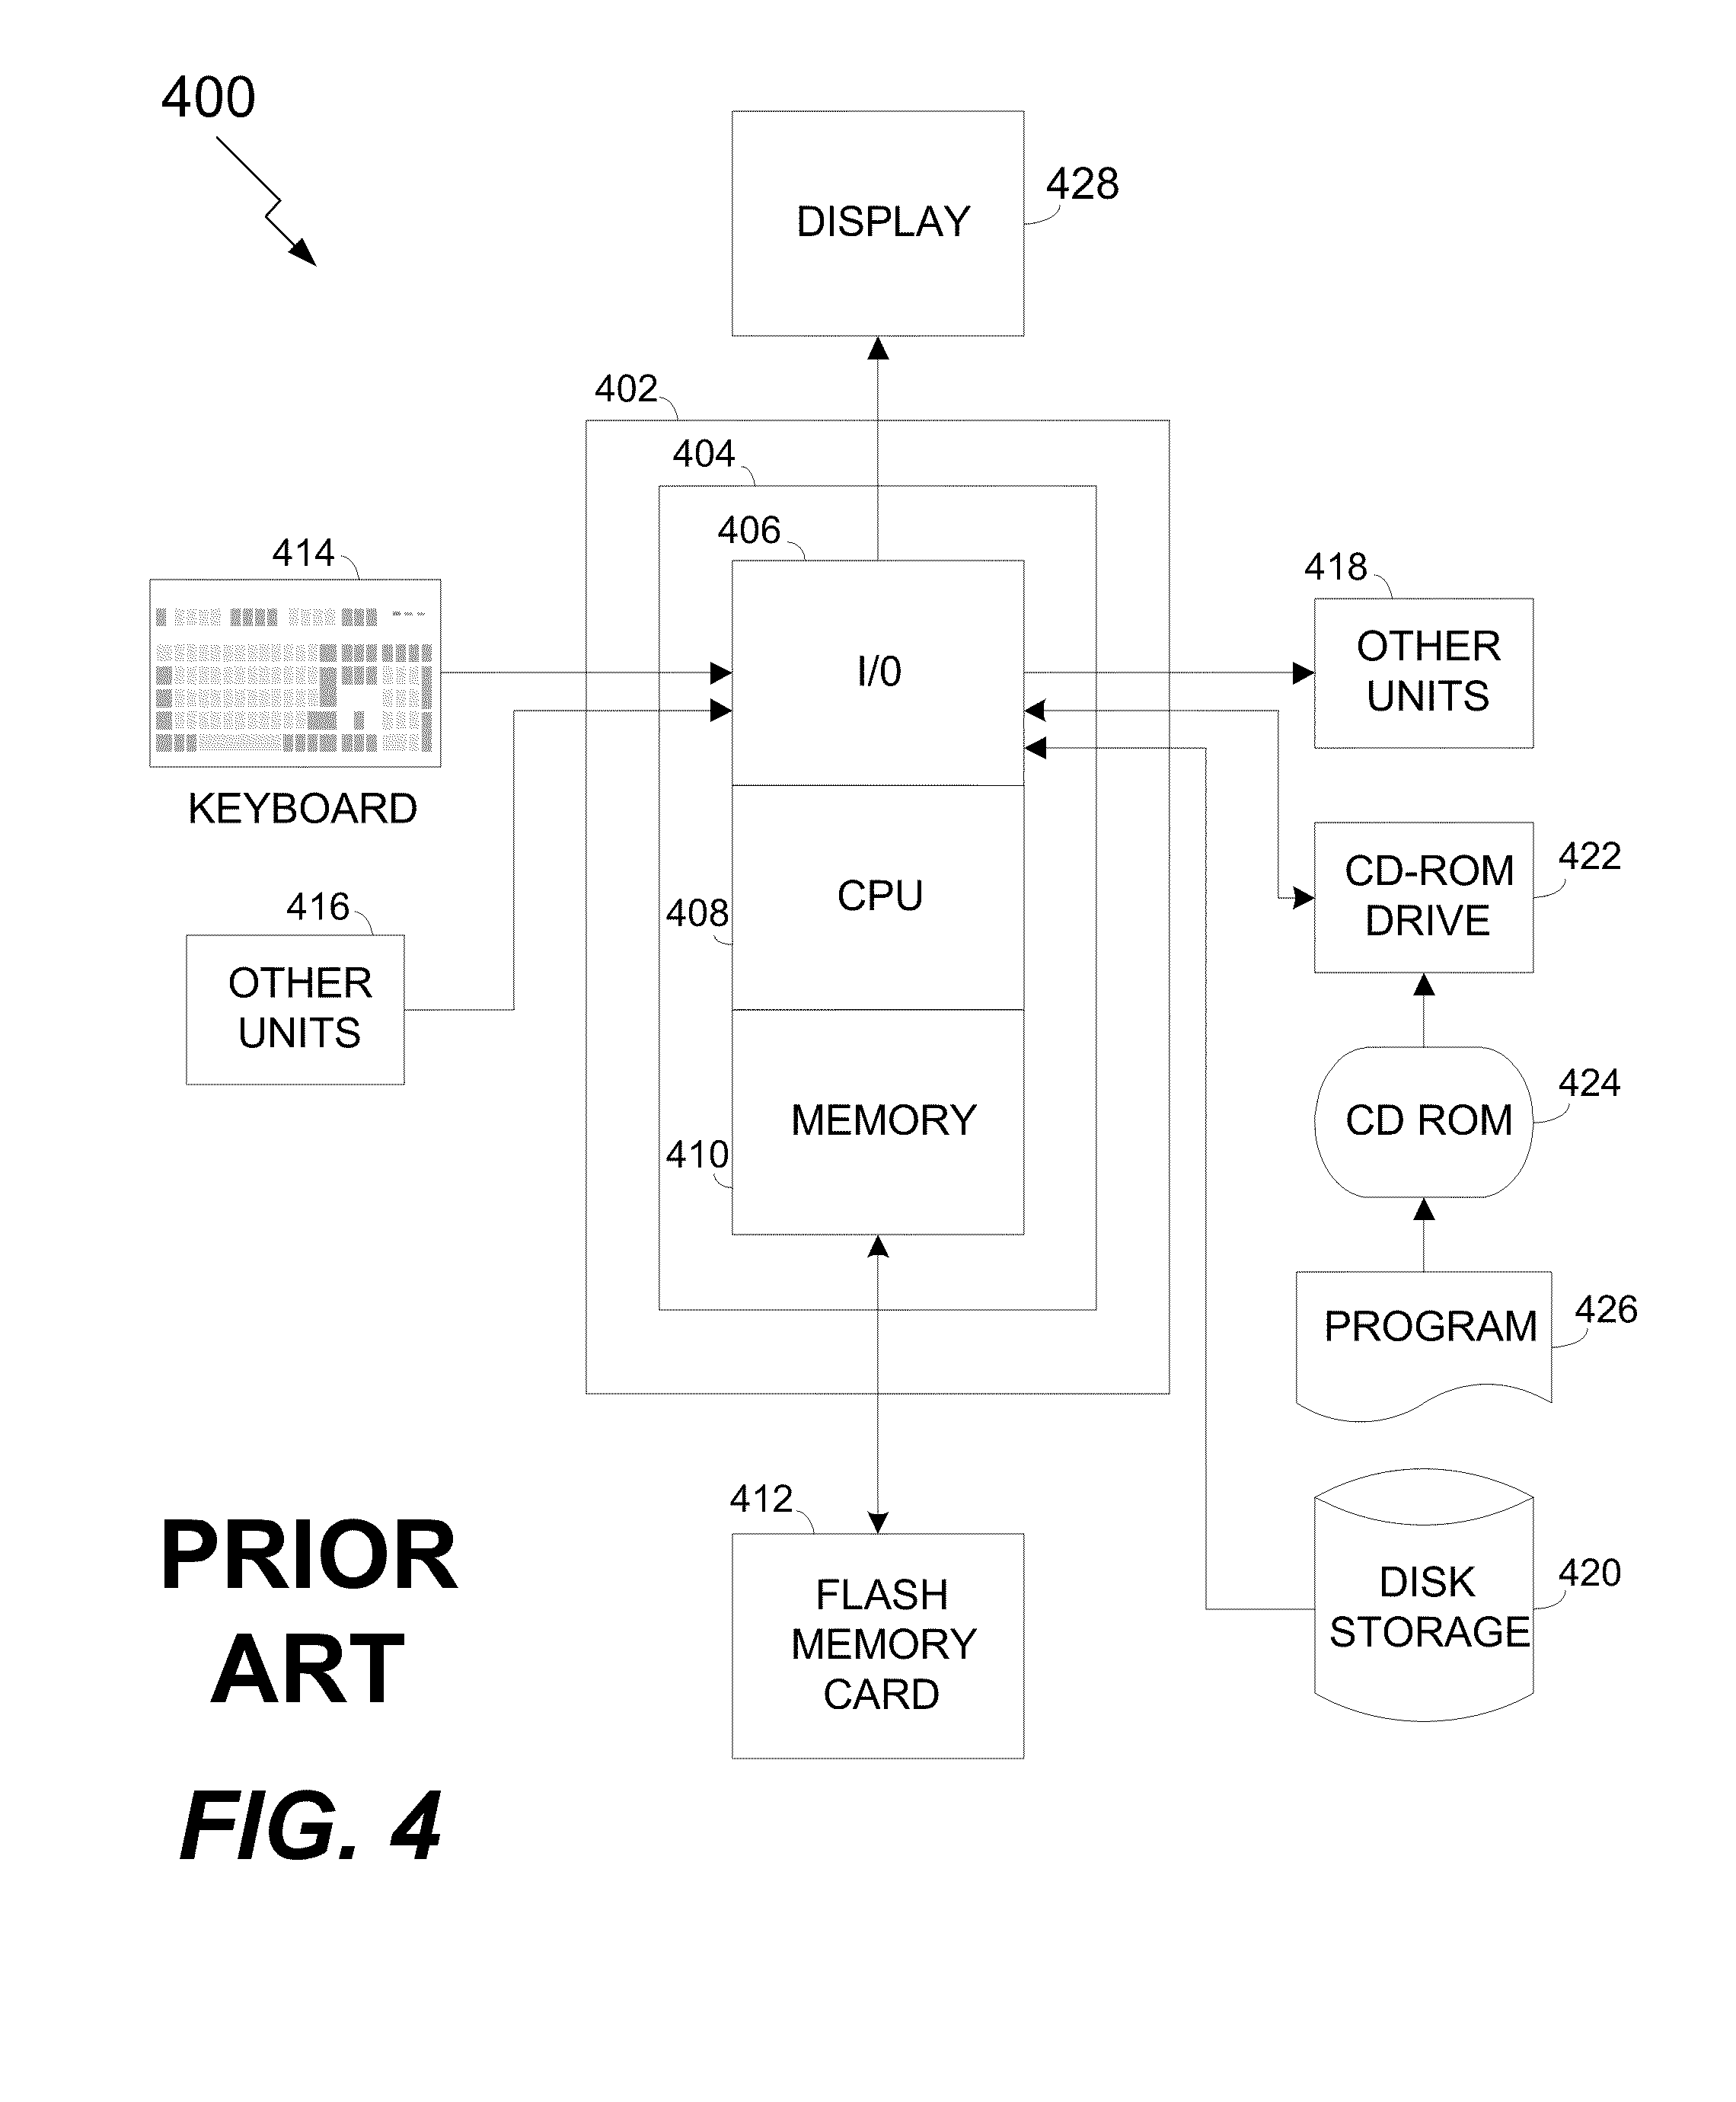 400
DISPLAY
428
402
404
406
414
418
OTHER
UNITS
I/0
KEYBOARD
CPU
408
CD-ROM
DRIVE
422
416
OTHER
UNITS
MEMORY
410
CD ROM
424
PROGRAM
426
412
FLASH
MEMORY
CARD
DISK
STORAGE
420
PRIOR
ART
FIG. 4